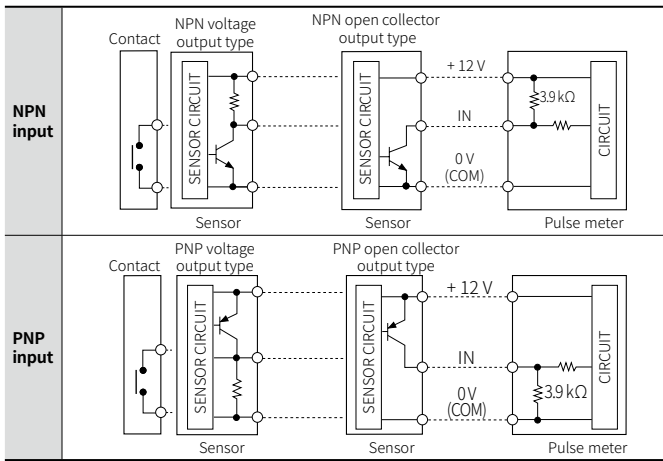 NPN input
Contact
NPN voltage
output type
NPN open collector
output type
SENSOR CIRCUIT
SENSOR CIRCUIT
+ 12 V
IN
0 V
(COM)
3.9 kΩ
CIRCUIT
Sensor
Sensor
Pulse meter
PNP input
Contact
PNP voltage
output type
PNP open collector
output type
SENSOR CIRCUIT
SENSOR CIRCUIT
+ 12 V
IN
0 V
(COM)
3.9 kΩ
CIRCUIT
Sensor
Sensor
Pulse meter